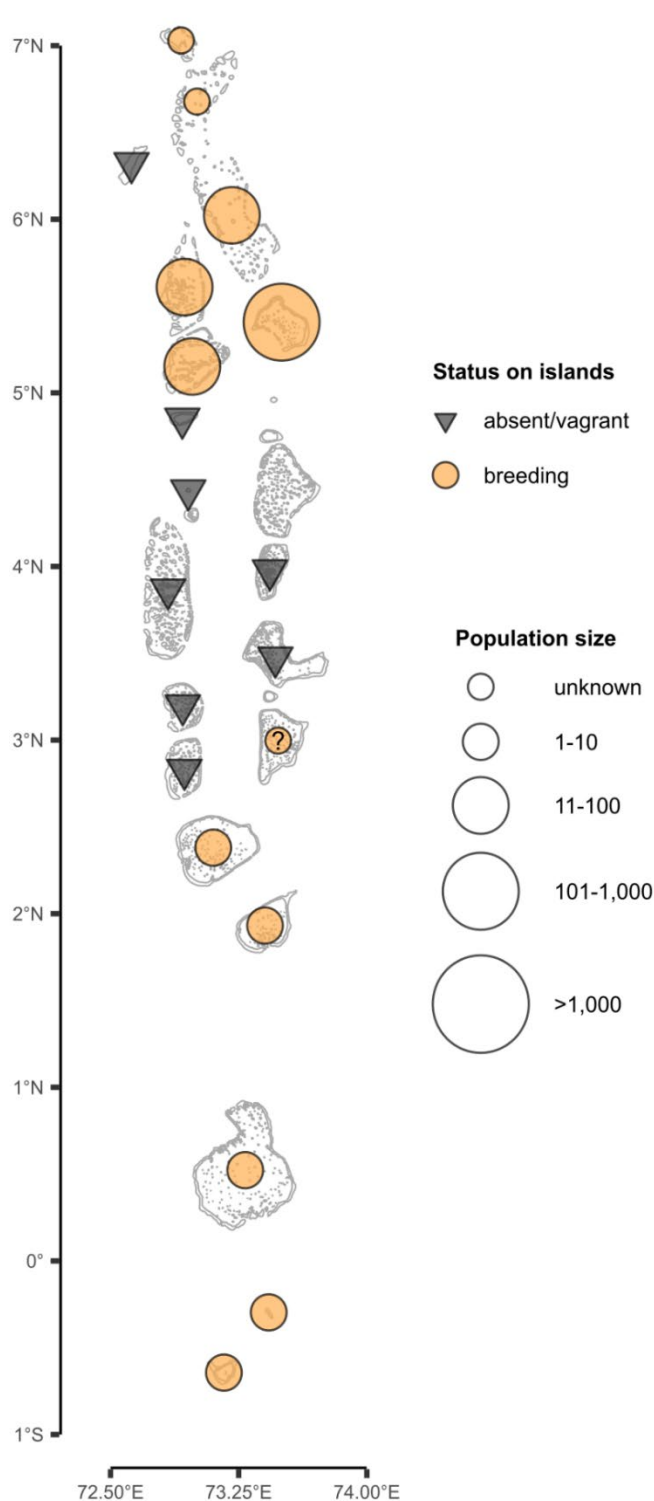 7°N
6°N
5°N
4°N
3°N
2°N
1°N
0°
1°S
72.50°E 73.25°E 74.00°E
?
Status on islands
absent/vagrant
breeding
Population size
unknown
1-10
11-100
101-1,000
>1,000